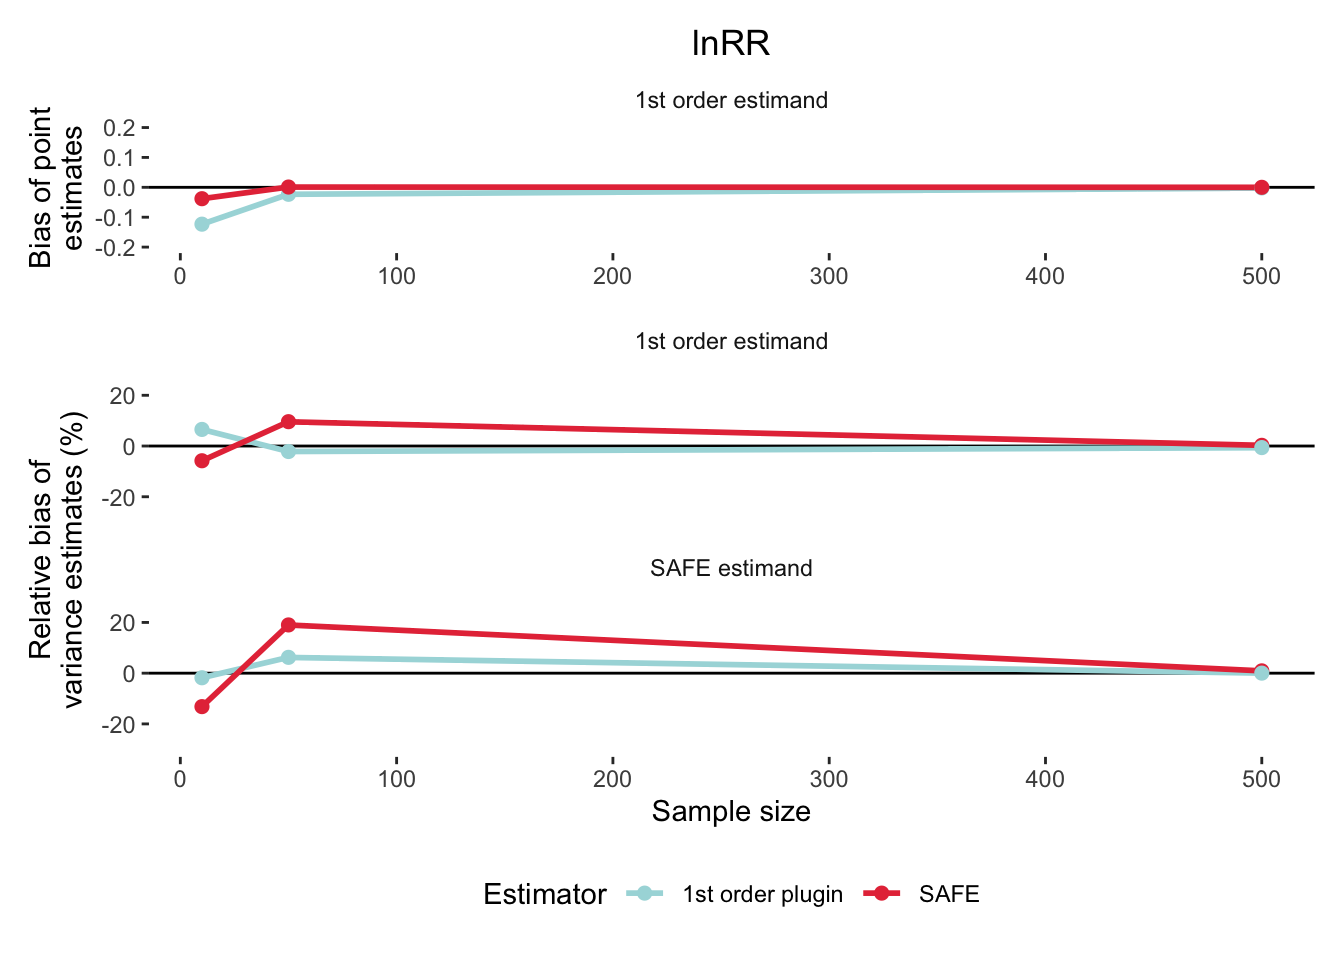 lnRR
1st order estimand
Bias of point
estimates
0.2
0.1
0.0
-0.1
-0.2
0 100 200 300 400 500
1st order estimand
Relative bias of
variance estimates (%)
20
0
-20
SAFE estimand
20
0
-20
0 100 200 300 400 500
Sample size
Estimator 1st order plugin SAFE